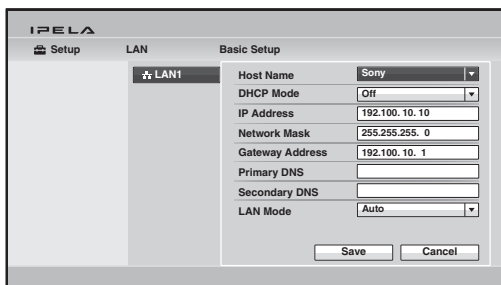 IPELA
Setup LAN Basic Setup
LAN1
Host Name Sony
DHCP Mode Off
IP Address 192.100. 10. 10
Network Mask 255.255.255. 0
Gateway Address 192.100. 10. 1
Primary DNS
Secondary DNS
LAN Mode Auto
Save Cancel